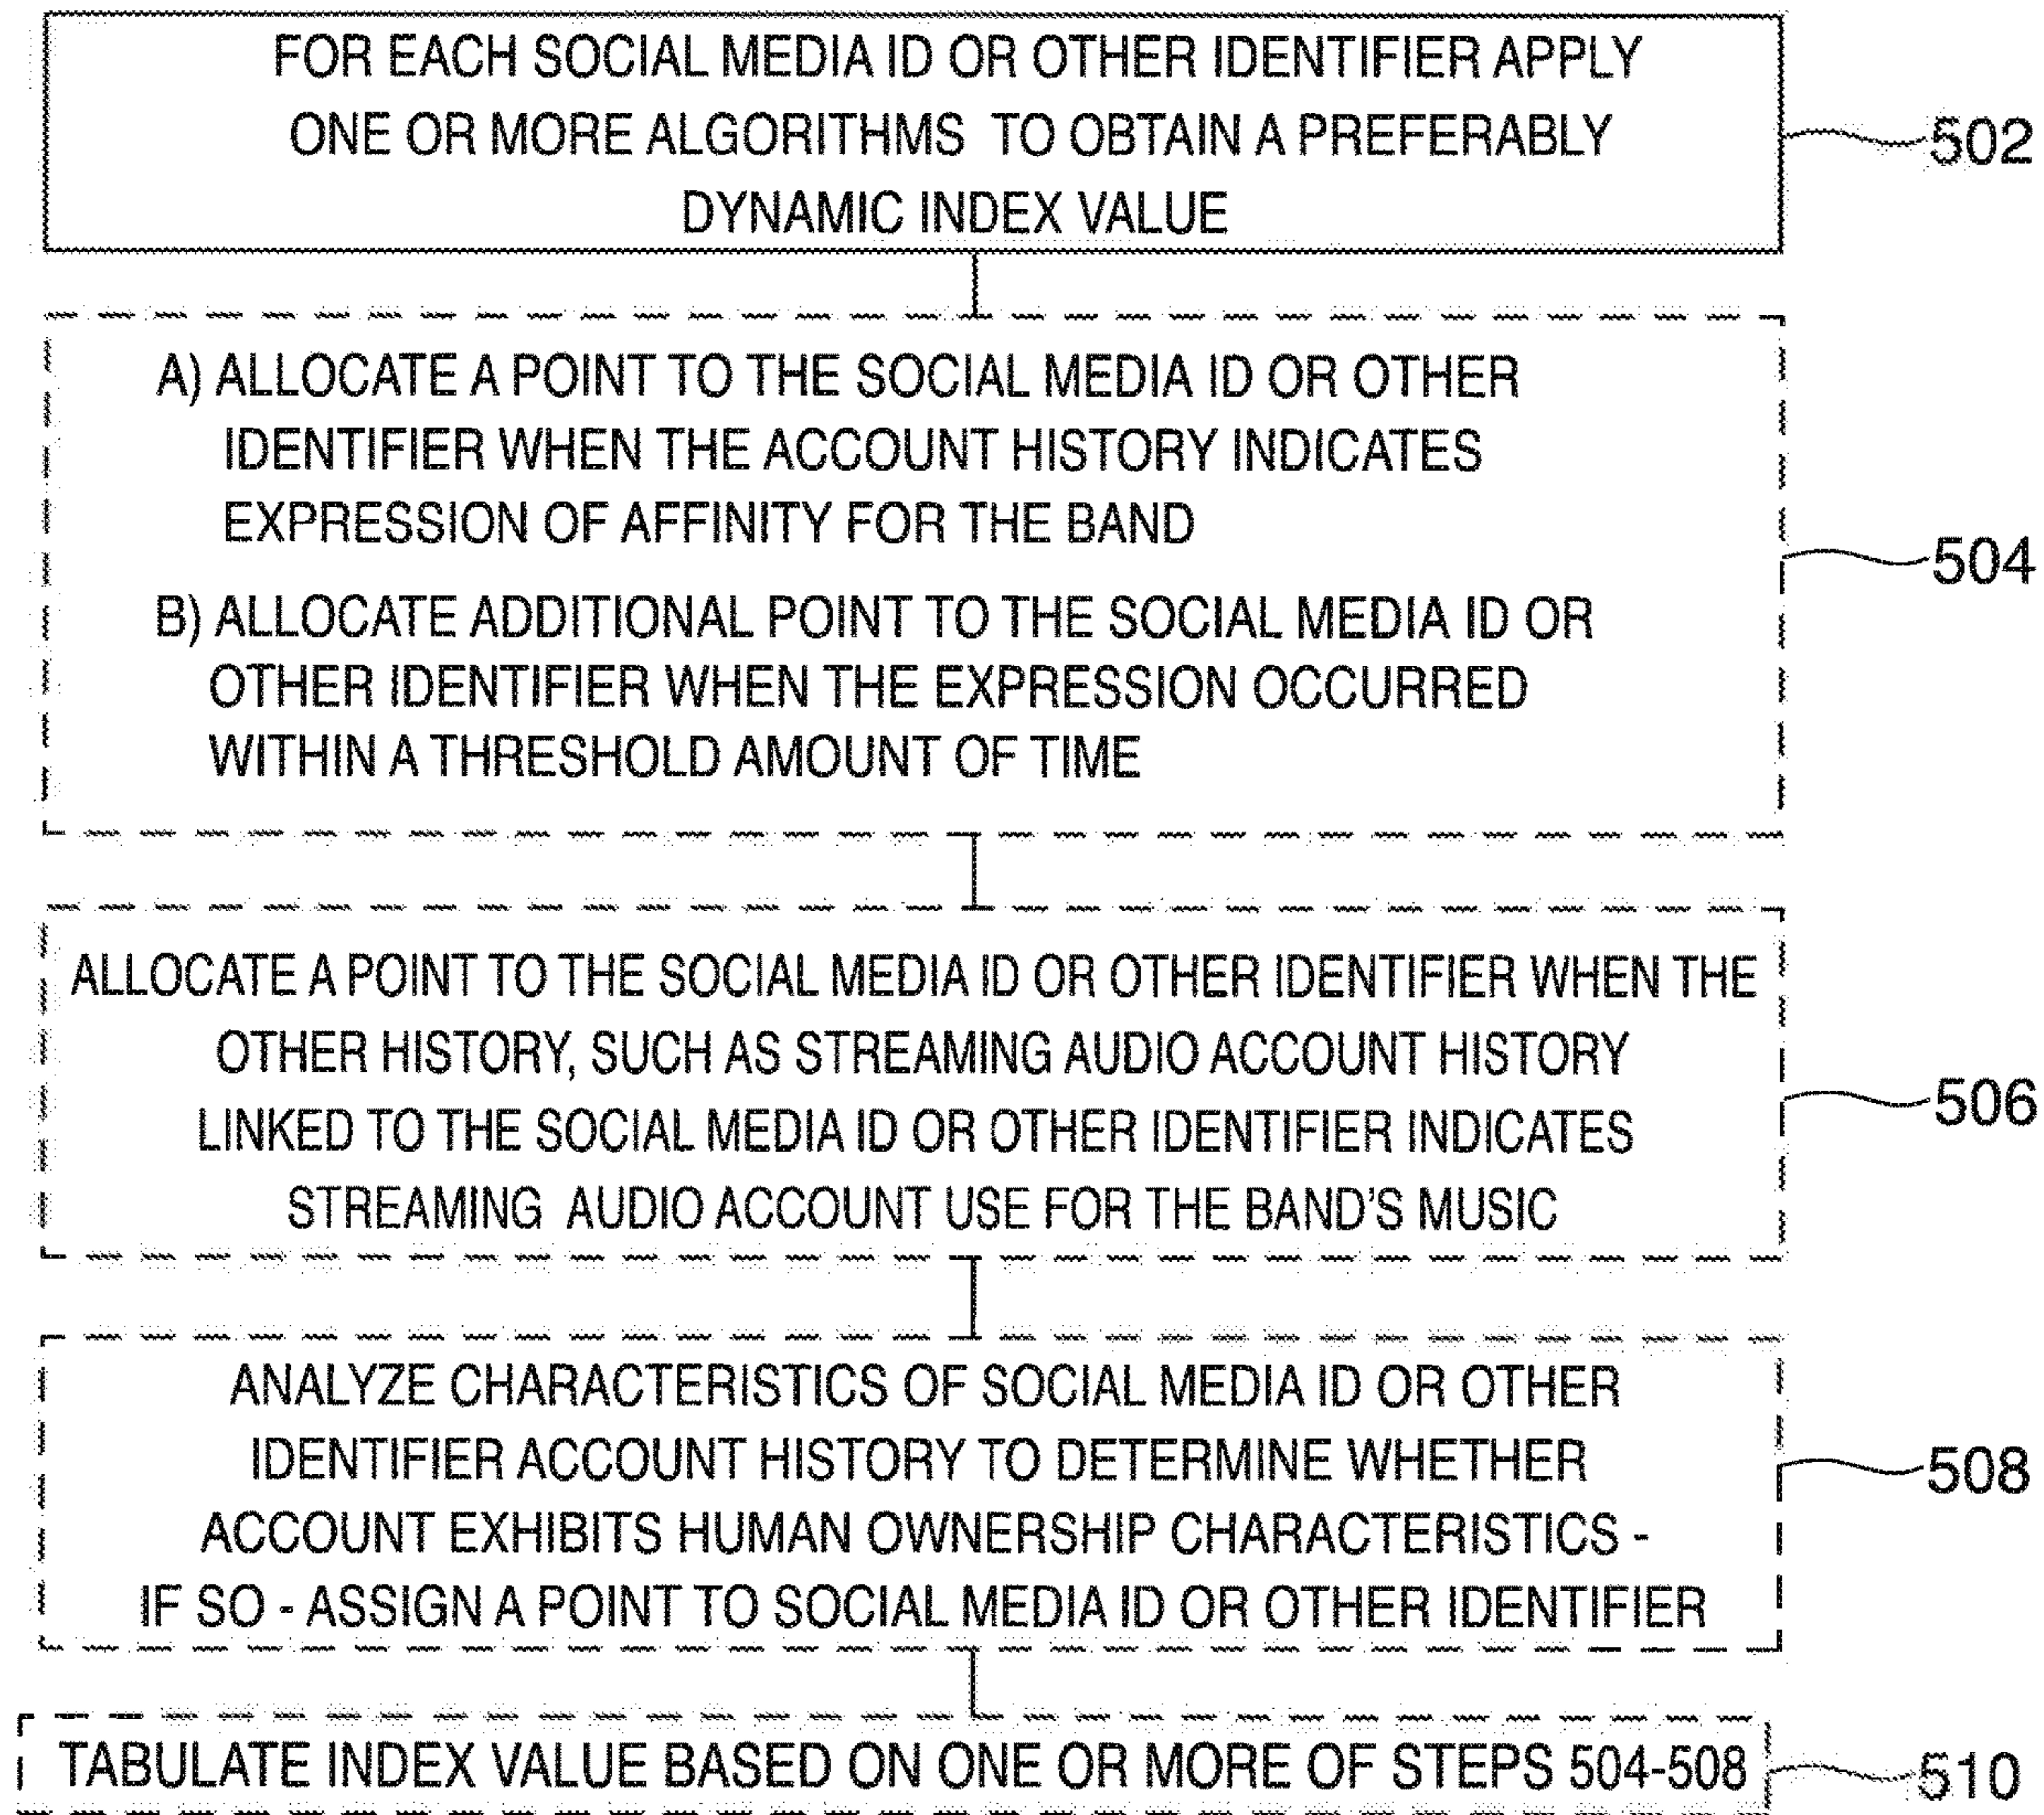 FOR EACH SOCIAL MEDIA ID OR OTHER IDENTIFIER APPLY
ONE OR MORE ALGORITHMS TO OBTAIN A PREFERABLY
DYNAMIC INDEX VALUE
502
A) ALLOCATE A POINT TO THE SOCIAL MEDIA ID OR OTHER
IDENTIFIER WHEN THE ACCOUNT HISTORY INDICATES
EXPRESSION OF AFFINITY FOR THE BAND
B) ALLOCATE ADDITIONAL POINT TO THE SOCIAL MEDIA ID OR
OTHER IDENTIFIER WHEN THE EXPRESSION OCCURRED
WITHIN A THRESHOLD AMOUNT OF TIME
504
ALLOCATE A POINT TO THE SOCIAL MEDIA ID OR OTHER IDENTIFIER WHEN THE
OTHER HISTORY, SUCH AS STREAMING AUDIO ACCOUNT HISTORY
LINKED TO THE SOCIAL MEDIA ID OR OTHER IDENTIFIER INDICATES
STREAMING AUDIO ACCOUNT USE FOR THE BAND'S MUSIC
506
ANALYZE CHARACTERISTICS OF SOCIAL MEDIA ID OR OTHER
IDENTIFIER ACCOUNT HISTORY TO DETERMINE WHETHER
ACCOUNT EXHIBITS HUMAN OWNERSHIP CHARACTERISTICS -
IF SO - ASSIGN A POINT TO SOCIAL MEDIA ID OR OTHER IDENTIFIER
508
TABULATE INDEX VALUE BASED ON ONE OR MORE OF STEPS 504-508
510